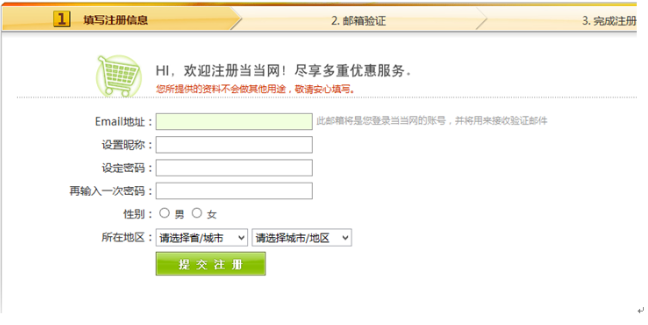 1 填写注册信息 2. 邮箱验证 3. 完成注册
HI，欢迎注册当当网！尽享多重优惠服务。
您所提供的资料不会做其他用途，敬请安心填写。
Email地址： 此邮箱将是您登录当当网的账号，并将用来接收验证邮件
设置昵称：
设定密码：
再输入一次密码：
性别： 男 女
所在地区： 请选择省/城市 请选择城市/地区
提 交 注 册